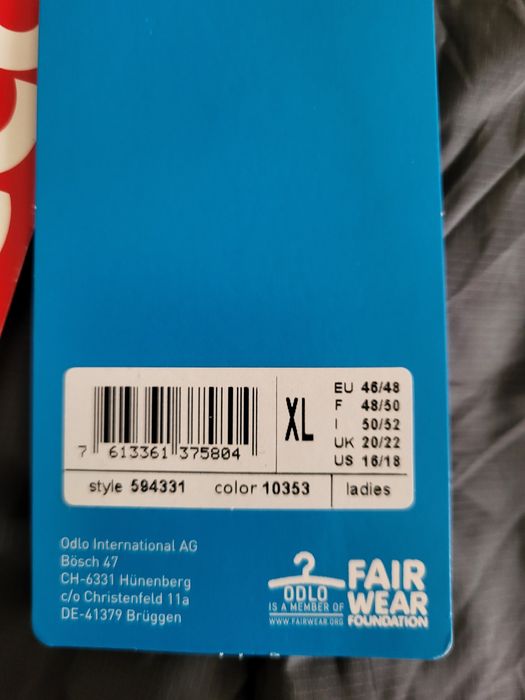 7 613361 375804
XL
EU 46/48
F 48/50
I 50/52
UK 20/22
US 16/18
style 594331 color 10353 ladies
Odlo International AG
Bösch 47
CH-6331 Hünenberg
c/o Christenfeld 11a
DE-41379 Brüggen
ODLO
IS A MEMBER OF
WWW.FAIRWEAR.ORG
FAIR
WEAR
FOUNDATION